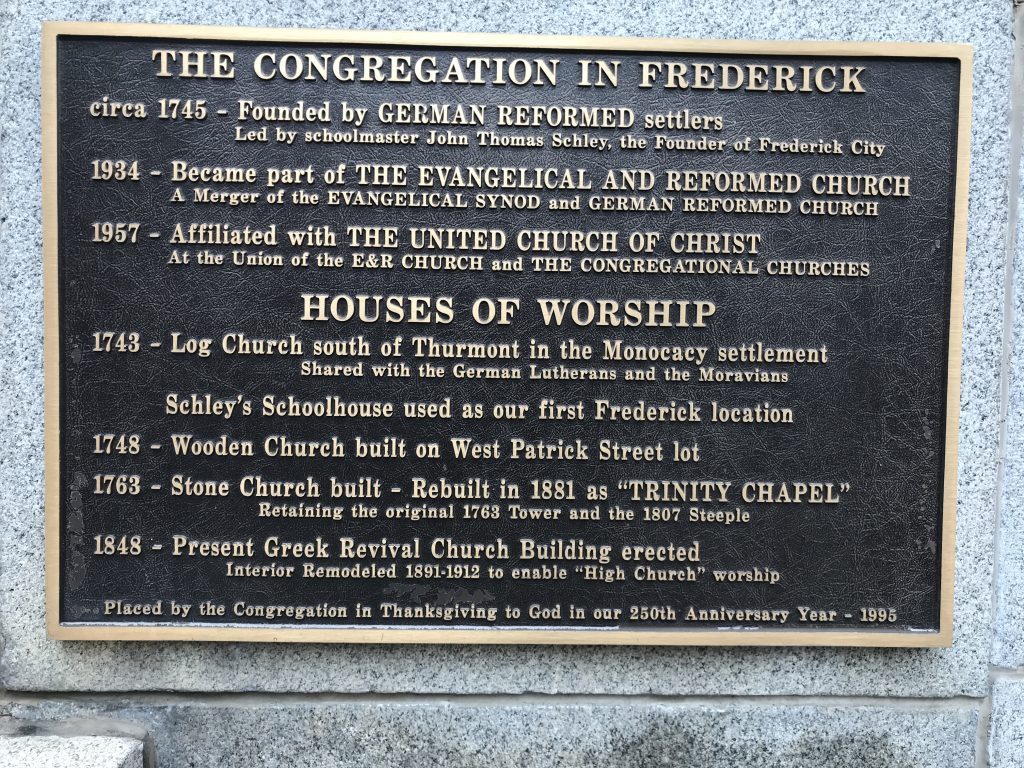 THE CONGREGATION IN FREDERICK
circa 1745 - Founded by GERMAN REFORMED settlers
Led by schoolmaster John Thomas Schley, the Founder of Frederick City
1934 - Became part of THE EVANGELICAL AND REFORMED CHURCH
A Merger of the EVANGELICAL SYNOD and GERMAN REFORMED CHURCH
1957 - Affiliated with THE UNITED CHURCH OF CHRIST
At the Union of the E&R CHURCH and THE CONGREGATIONAL CHURCHES
HOUSES OF WORSHIP
1743 - Log Church south of Thurmont in the Monocacy settlement
Shared with the German Lutherans and the Moravians
Schley's Schoolhouse used as our first Frederick location
1748 - Wooden Church built on West Patrick Street lot
1763 - Stone Church built - Rebuilt in 1881 as "TRINITY CHAPEL"
Retaining the original 1763 Tower and the 1807 Steeple
1848 - Present Greek Revival Church Building erected
Interior Remodeled 1891-1912 to enable "High Church" worship
Placed by the Congregation in Thanksgiving to God in our 250th Anniversary Year - 1995